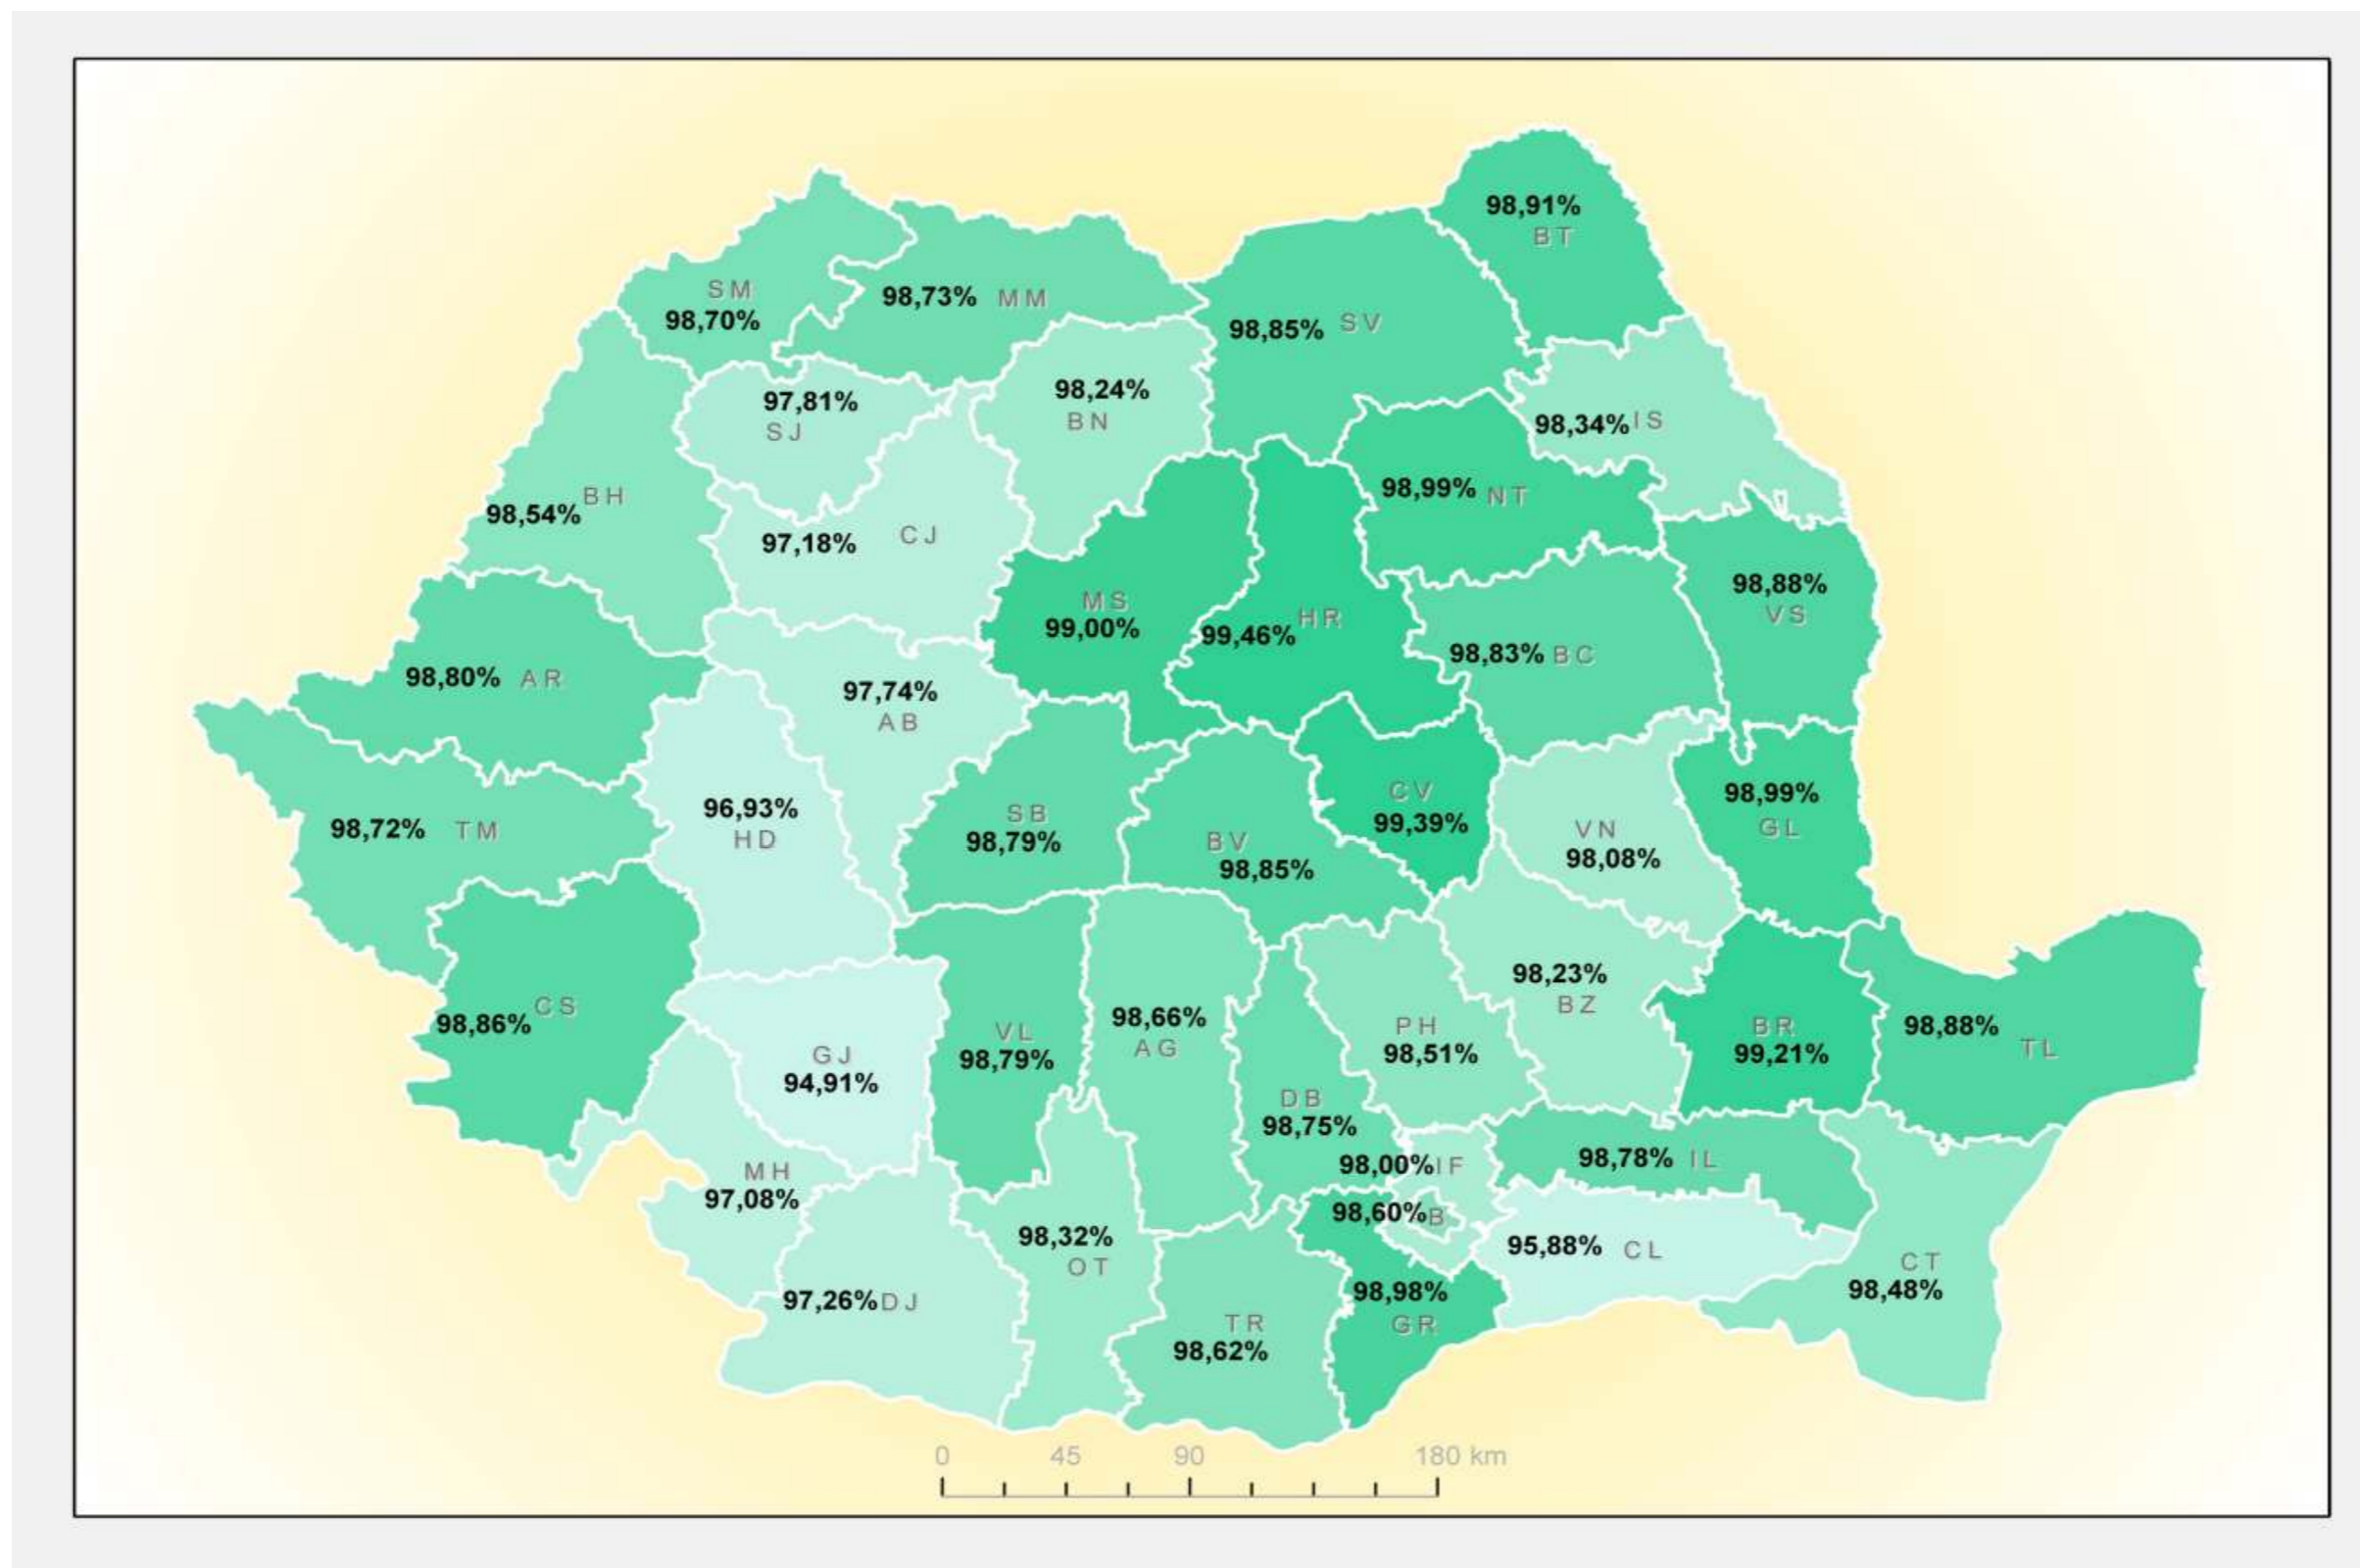 98,91%
BT
SM
98,70%
98,73% MM
98,85% SV
97,81%
SJ
98,24%
BN
98,34% IS
BH
98,54%
97,18% CJ
98,99% NT
MS
99,00%
HR
99,46%
98,83% BC
98,88%
VS
98,80% AR
97,74%
AB
98,72% TM
96,93%
HD
SB
98,79%
BV
98,85%
CV
99,39%
VN
98,08%
98,99%
GL
CS
98,86%
GJ
94,91%
VL
98,79%
98,66%
AG
PH
98,51%
98,23%
BZ
BR
99,21%
98,88%
TL
DB
98,75%
98,00% IF
98,78% IL
MH
97,08%
98,60% B
98,32%
OT
95,88% CL
CT
98,48%
97,26% DJ
TR
98,62%
98,98%
GR
0 45 90 180 km